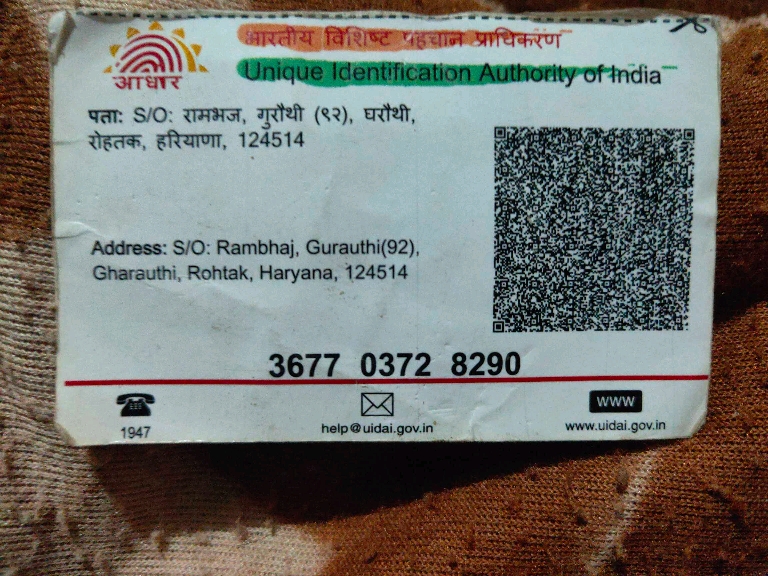 भारतीय विशिष्ट पहचान प्राधिकरण
Unique Identification Authority of India
आधार
पता: S/O: रामभज, गुरौथी (९२), घरौथी,
रोहतक, हरियाणा, 124514
Address: S/O: Rambhaj, Gurauthi(92),
Gharauthi, Rohtak, Haryana, 124514
3677 0372 8290
1947
help@uidai.gov.in
www
www.uidai.gov.in